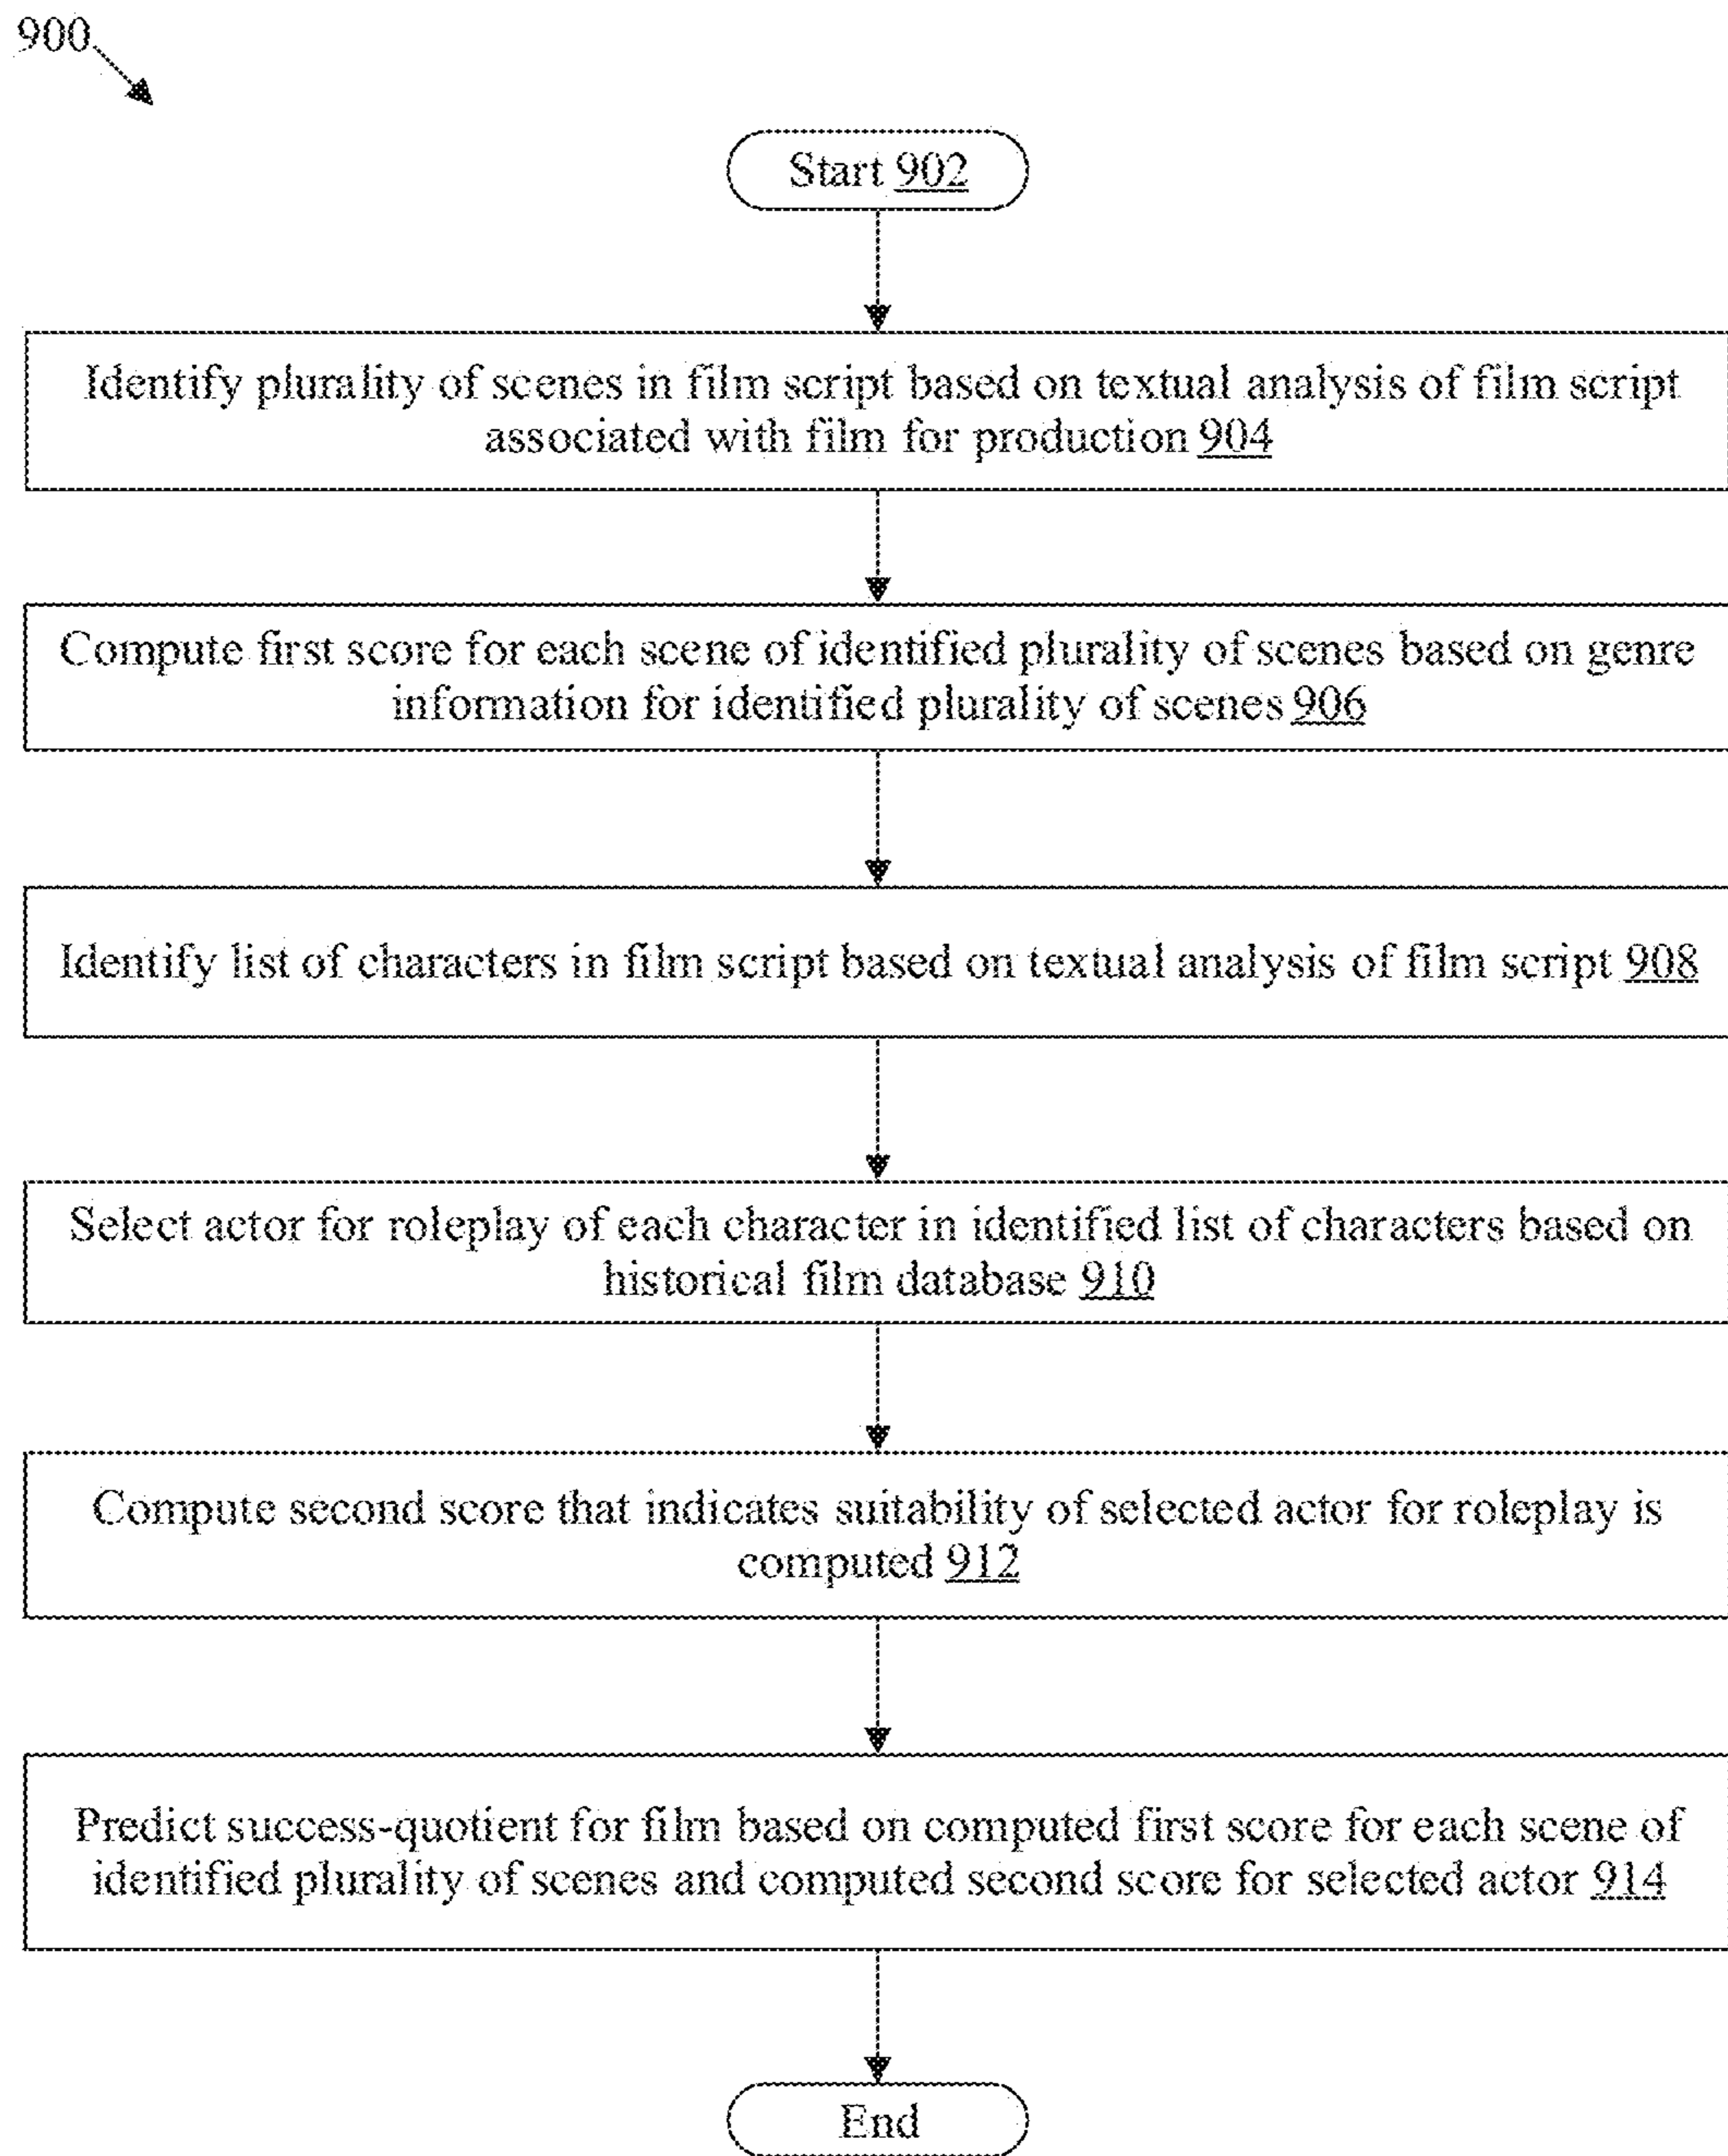 900
Start 902
Identify plurality of scenes in film script based on textual analysis of film script
associated with film for production 904
Compute first score for each scene of identified plurality of scenes based on genre
information for identified plurality of scenes 906
Identify list of characters in film script based on textual analysis of film script 908
Select actor for roleplay of each character in identified list of characters based on
historical film database 910
Compute second score that indicates suitability of selected actor for roleplay is
computed 912
Predict success-quotient for film based on computed first score for each scene of
identified plurality of scenes and computed second score for selected actor 914
End